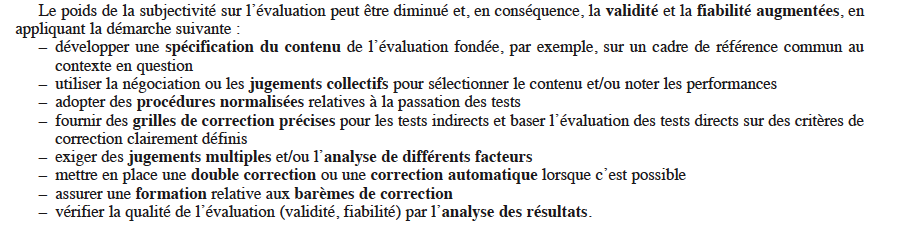 Le poids de la subjectivité sur l’évaluation peut être diminué et, en conséquence, la validité et la fiabilité augmentées, en
appliquant la démarche suivante :
– développer une spécification du contenu de l’évaluation fondée, par exemple, sur un cadre de référence commun au
contexte en question
– utiliser la négociation ou les jugements collectifs pour sélectionner le contenu et/ou noter les performances
– adopter des procédures normalisées relatives à la passation des tests
– fournir des grilles de correction précises pour les tests indirects et baser l’évaluation des tests directs sur des critères de
correction clairement définis
– exiger des jugements multiples et/ou l’analyse de différents facteurs
– mettre en place une double correction ou une correction automatique lorsque c’est possible
– assurer une formation relative aux barèmes de correction
– vérifier la qualité de l’évaluation (validité, fiabilité) par l’analyse des résultats.